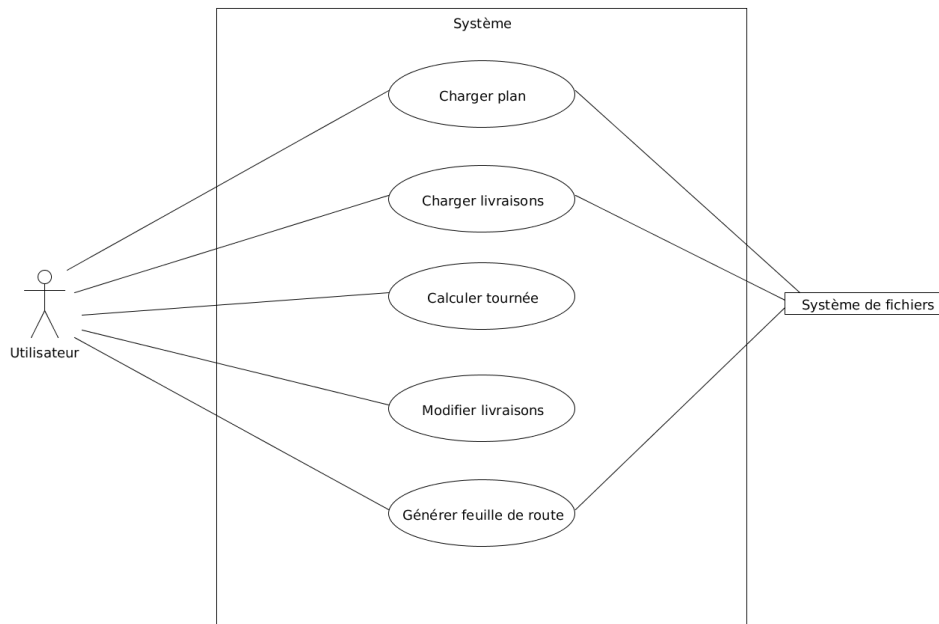 Système
Charger plan
Charger livraisons
Calculer tournée
Système de fichiers
Utilisateur
Modifier livraisons
Générer feuille de route